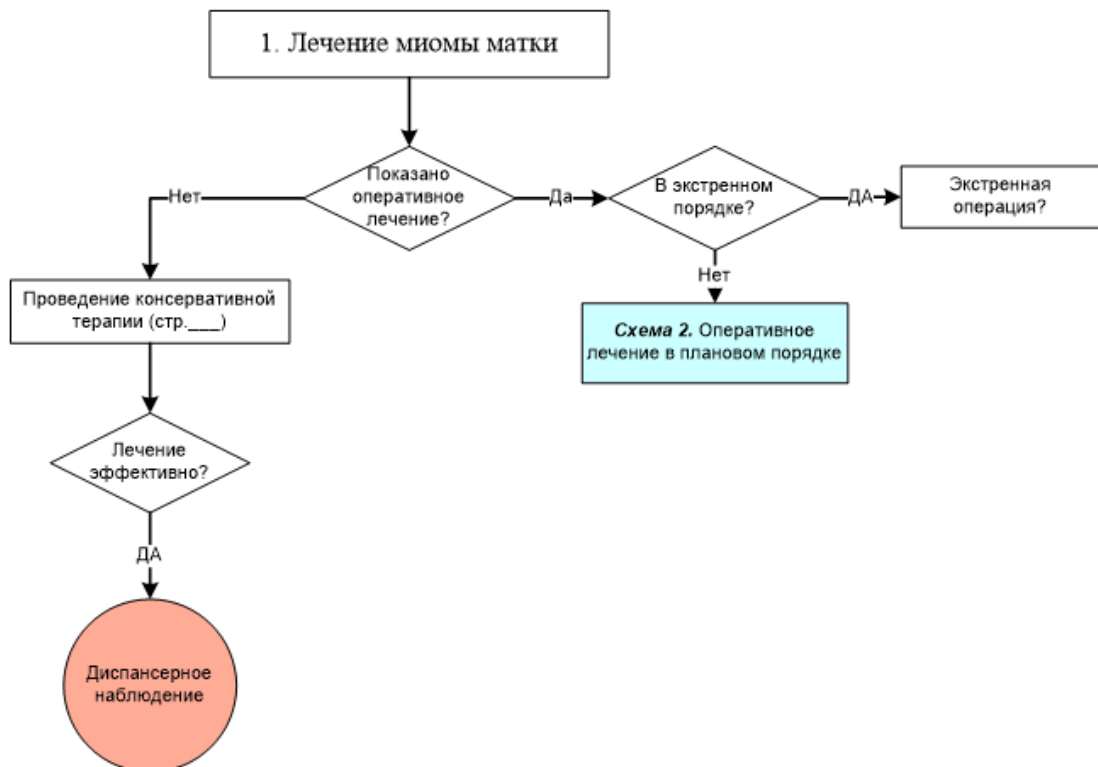 1. Лечение миомы матки
Показано
оперативное
лечение?
Нет
Да
В экстренном
порядке?
ДА
Экстренная
операция?
Нет
Проведение консервативной
терапии (стр.___)
Схема 2. Оперативное
лечение в плановом порядке
Лечение
эффективно?
ДА
Диспансерное
наблюдение